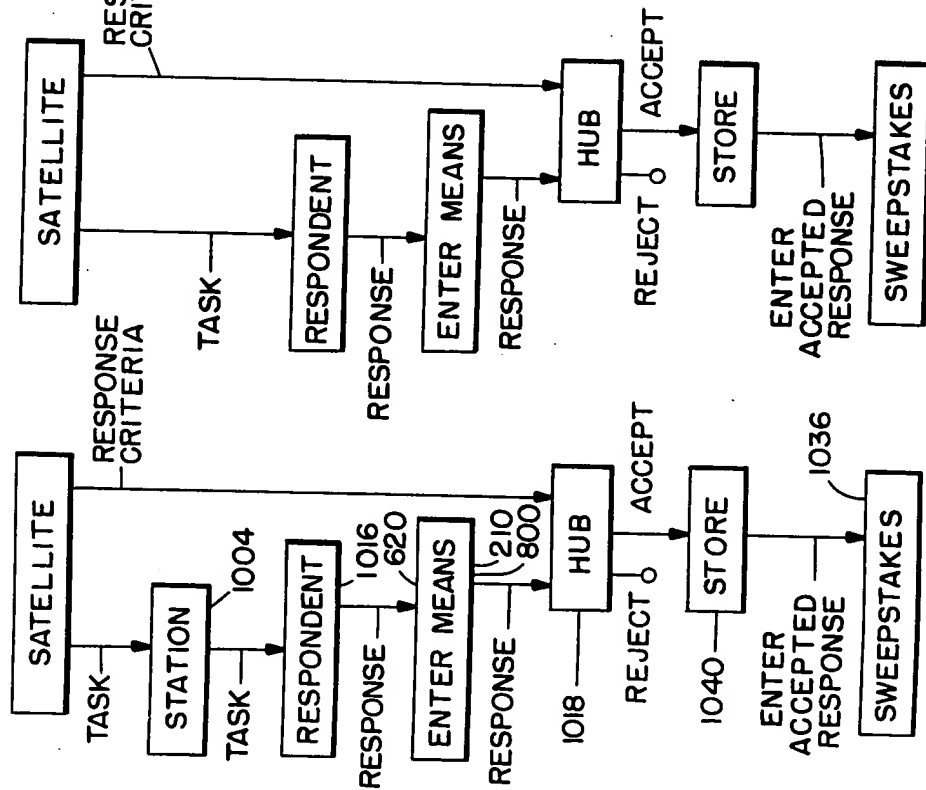 SATELLITE
RESPONSE
CRITERIA
TASK
STATION
1004
TASK
RESPONDENT
1016
620
RESPONSE
ENTER MEANS
210
800
RESPONSE
HUB
1018
REJECT
ACCEPT
STORE
1040
ENTER
ACCEPTED
RESPONSE
1036
SWEEPSTAKES
SATELLITE
RES
CRIT
TASK
RESPONDENT
RESPONSE
ENTER MEANS
RESPONSE
HUB
REJECT
ACCEPT
STORE
ENTER
ACCEPTED
RESPONSE
SWEEPSTAKES